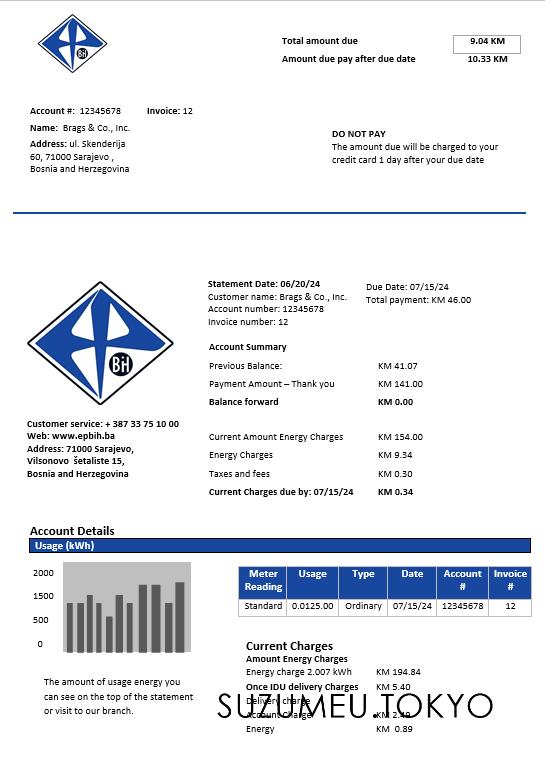 Total amount due 9.04 KM
Amount due pay after due date 10.33 KM
BH
Account #: 12345678 Invoice: 12
Name: Brags & Co., Inc.
Address: ul. Skenderija
60, 71000 Sarajevo ,
Bosnia and Herzegovina
DO NOT PAY
The amount due will be charged to your
credit card 1 day after your due date
Statement Date: 06/20/24
Customer name: Brags & Co., Inc.
Account number: 12345678
Invoice number: 12
Due Date: 07/15/24
Total payment: KM 46.00
BiH
Account Summary
Previous Balance: KM 41.07
Payment Amount – Thank you KM 141.00
Balance forward KM 0.00
Customer service: + 387 33 75 10 00
Web: www.epbih.ba
Address: 71000 Sarajevo,
Vilsonovo šetaliste 15,
Bosnia and Herzegovina
Current Amount Energy Charges KM 154.00
Energy Charges KM 9.34
Taxes and fees KM 0.30
Current Charges due by: 07/15/24 KM 0.34
Account Details
Usage (kWh)
2000
1500
500
0
Meter Reading Usage Type Date Account # Invoice #
Standard 0.0125.00 Ordinary 07/15/24 12345678 12
The amount of usage energy you
can see on the top of the statement
or visit to our branch.
Current Charges
Amount Energy Charges
Energy charge 2.007 kWh KM 194.84
Once IDU delivery Charges KM 5.40
Delivery charge
Account Charge KM 2.49
Energy KM 0.89
SUZUMEU.TOKYO